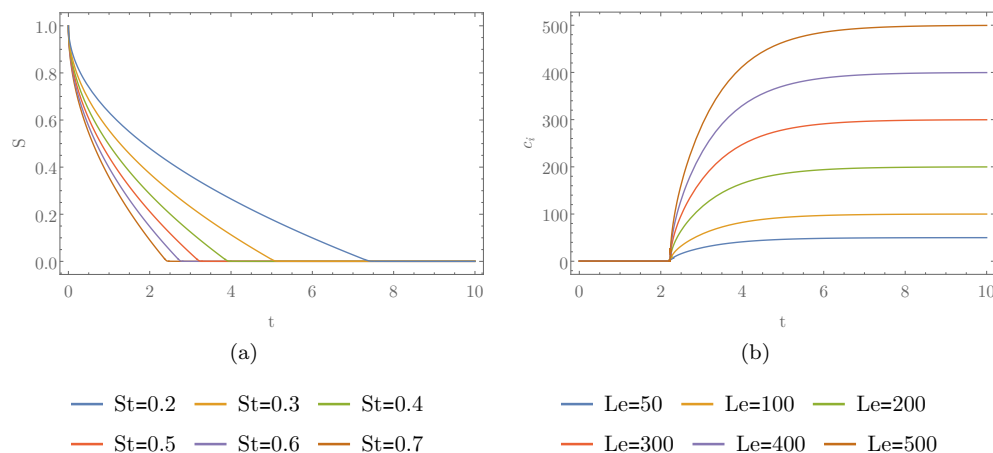 1.0
0.8
0.6
0.4
0.2
0.0
S
0 2 4 6 8 10
t
(a)
St=0.2 St=0.3 St=0.4
St=0.5 St=0.6 St=0.7
500
400
300
200
100
0
c_i
0 2 4 6 8 10
t
(b)
Le=50 Le=100 Le=200
Le=300 Le=400 Le=500